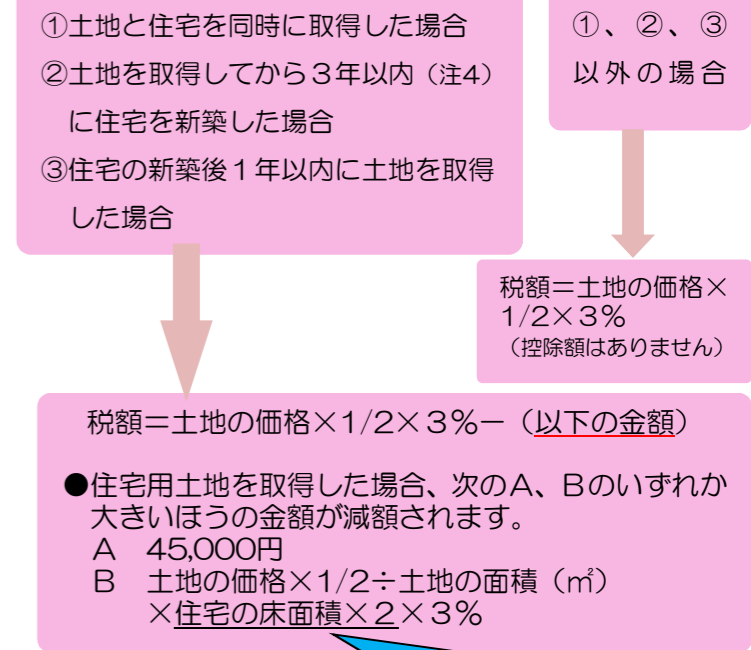 ①土地と住宅を同時に取得した場合
②土地を取得してから３年以内（注4）
に住宅を新築した場合
③住宅の新築後１年以内に土地を取得
した場合
①、②、③
以外の場合
税額＝土地の価格×
1/2×３％
（控除額はありません）
税額＝土地の価格×1/2×３％－（以下の金額）
●住宅用土地を取得した場合、次のＡ、Ｂのいずれか
大きいほうの金額が減額されます。
Ａ　45,000円
Ｂ　土地の価格×1/2÷土地の面積（㎡）
×住宅の床面積×２×３％